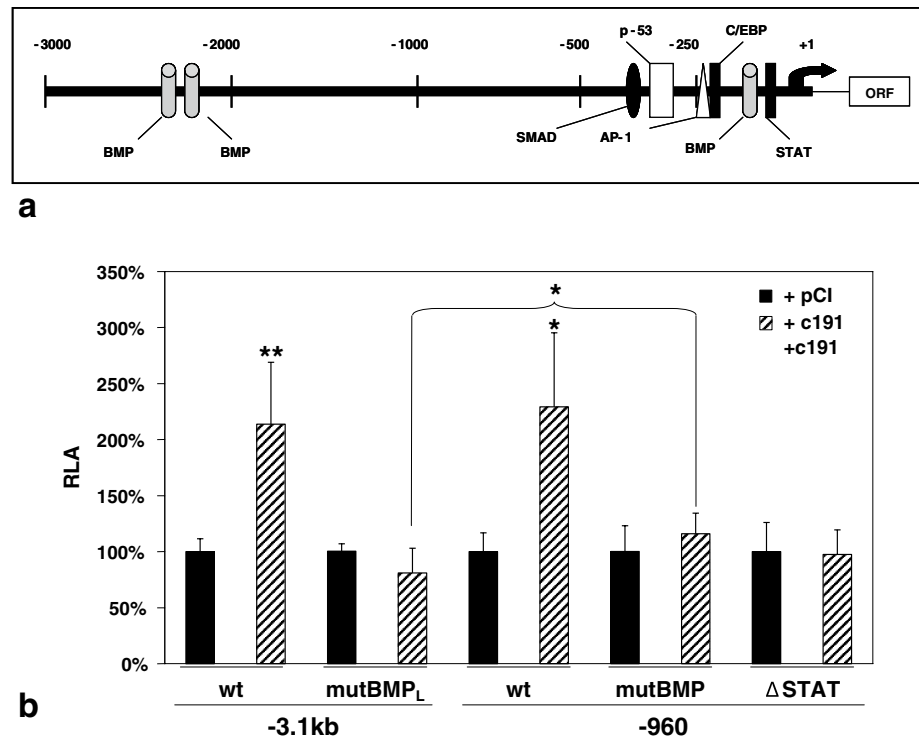 p-53 C/EBP
-3000 -2000 -1000 -500 -250 +1
ORF
SMAD AP-1
BMP BMP BMP STAT
a
350%
300%
250%
200%
150%
100%
50%
0%
RLA
**
*
*
+ pCI
+ c191
+c191
wt mutBMPL wt mutBMP ΔSTAT
-3.1kb -960
b